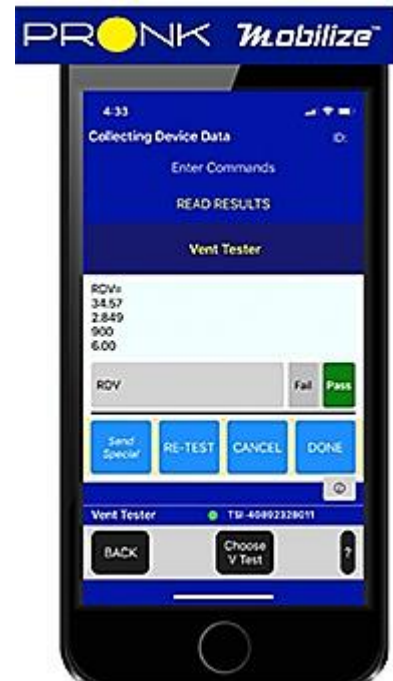 PRONK Mobilize™
4:33
Collecting Device Data ID:
Enter Commands
READ RESULTS
Vent Tester
RDV=
34.57
2.849
900
6.00
RDV Fail Pass
Send Special RE-TEST CANCEL DONE
Vent Tester TSI-40892328011
BACK Choose V Test ?